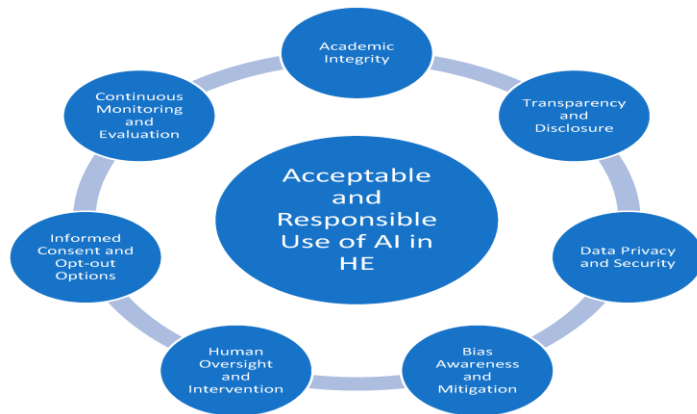 Academic
Integrity
Transparency
and
Disclosure
Data Privacy
and Security
Bias
Awareness and
Mitigation
Human
Oversight and
Intervention
Informed
Consent and
Opt-out
Options
Continuous
Monitoring
and
Evaluation
Acceptable
and
Responsible
Use of AI in
HE